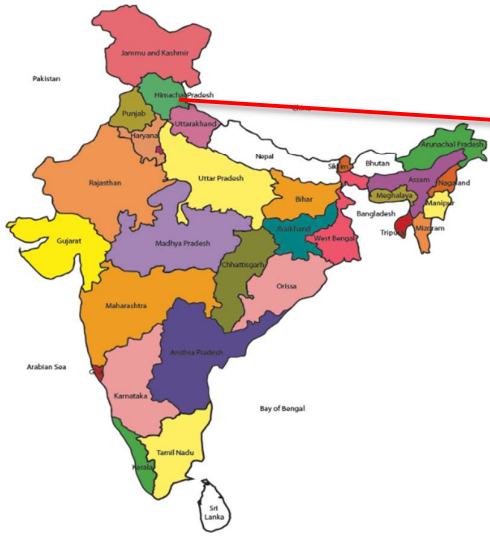 Jammu and Kashmir
Pakistan
Himachal Pradesh
Punjab
Uttarakhand
Haryana
Arunachal Pradesh
Nepal
Bhutan
Rajasthan
Uttar Pradesh
Assam
Nagaland
Bihar
Meghalaya
Manipur
Bangladesh
Gujarat
Madhya Pradesh
Jharkhand
West Bengal
Mizoram
Chhattisgarh
Orissa
Maharashtra
Andhra Pradesh
Arabian Sea
Karnataka
Bay of Bengal
Tamil Nadu
Kerala
Sri
Lanka